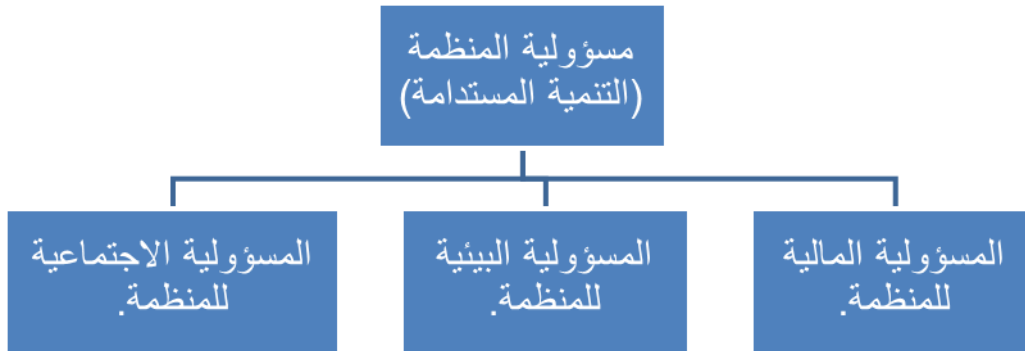 مسؤولية المنظمة
(التنمية المستدامة)
المسؤولية المالية
للمنظمة.
المسؤولية البيئية
للمنظمة.
المسؤولية الاجتماعية
للمنظمة.